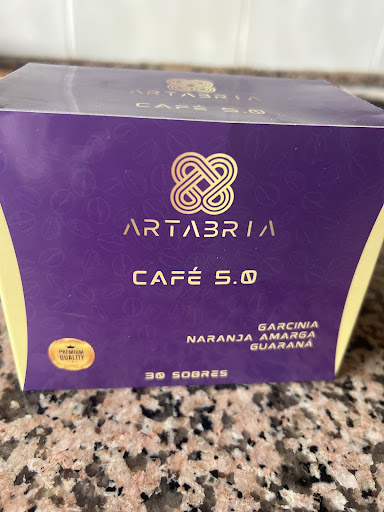 ARTABRIA
CAFÉ 5.0
ARTABRIA
CAFÉ 5.0
GARCINIA
NARANJA AMARGA
GUARANÁ
PREMIUM
QUALITY
30 SOBRES